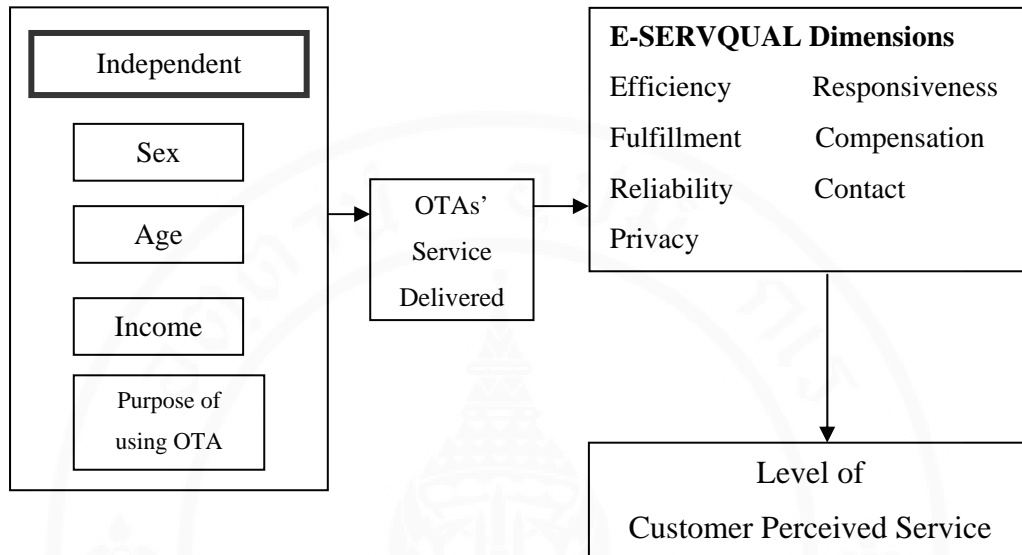 Independent
Sex
Age
Income
Purpose of
using OTA
OTAs’
Service
Delivered
E-SERVQUAL Dimensions
Efficiency Responsiveness
Fulfillment Compensation
Reliability Contact
Privacy
Level of
Customer Perceived Service